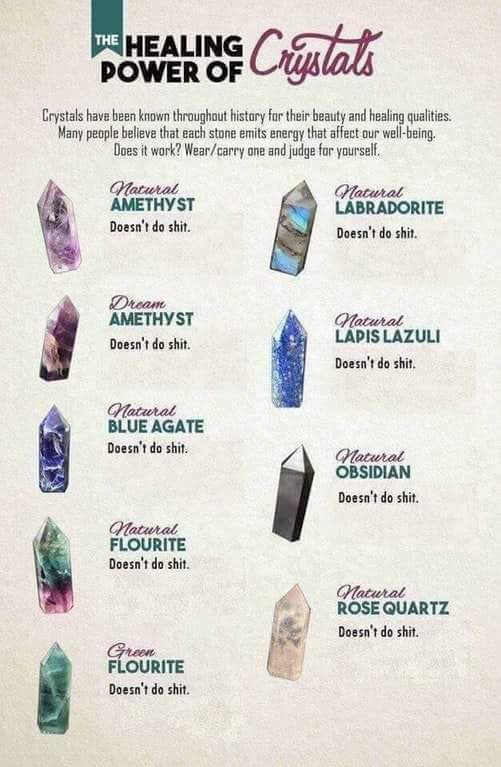 THE HEALING
POWER OF Crystals
Crystals have been known throughout history for their beauty and healing qualities.
Many people believe that each stone emits energy that affect our well-being.
Does it work? Wear/carry one and judge for yourself.
Natural
AMETHYST
Doesn't do shit.
Dream
AMETHYST
Doesn't do shit.
Natural
BLUE AGATE
Doesn't do shit.
Natural
FLOURITE
Doesn't do shit.
Green
FLOURITE
Doesn't do shit.
Natural
LABRADORITE
Doesn't do shit.
Natural
LAPIS LAZULI
Doesn't do shit.
Natural
OBSIDIAN
Doesn't do shit.
Natural
ROSE QUARTZ
Doesn't do shit.